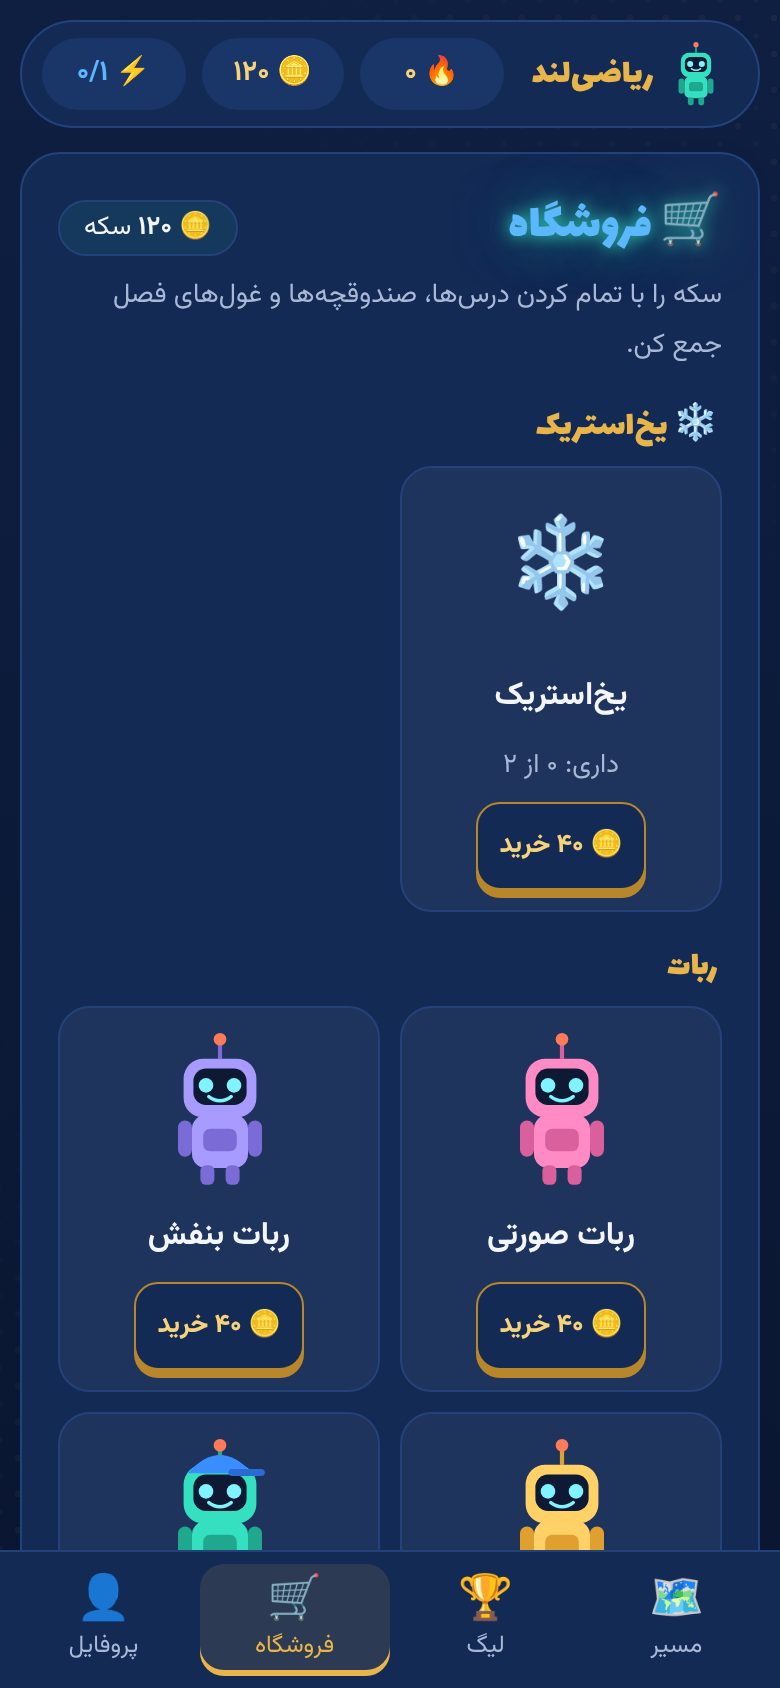 ریاضی‌لند
۰
۱۲۰
۰/۱
فروشگاه
۱۲۰ سکه
سکه را با تمام کردن درس‌ها، صندوقچه‌ها و غول‌های فصل
جمع کن.
یخ‌استریک
یخ‌استریک
داری: ۰ از ۲
۴۰ خرید
ربات
ربات صورتی
۴۰ خرید
ربات بنفش
۴۰ خرید
مسیر
لیگ
فروشگاه
پروفایل